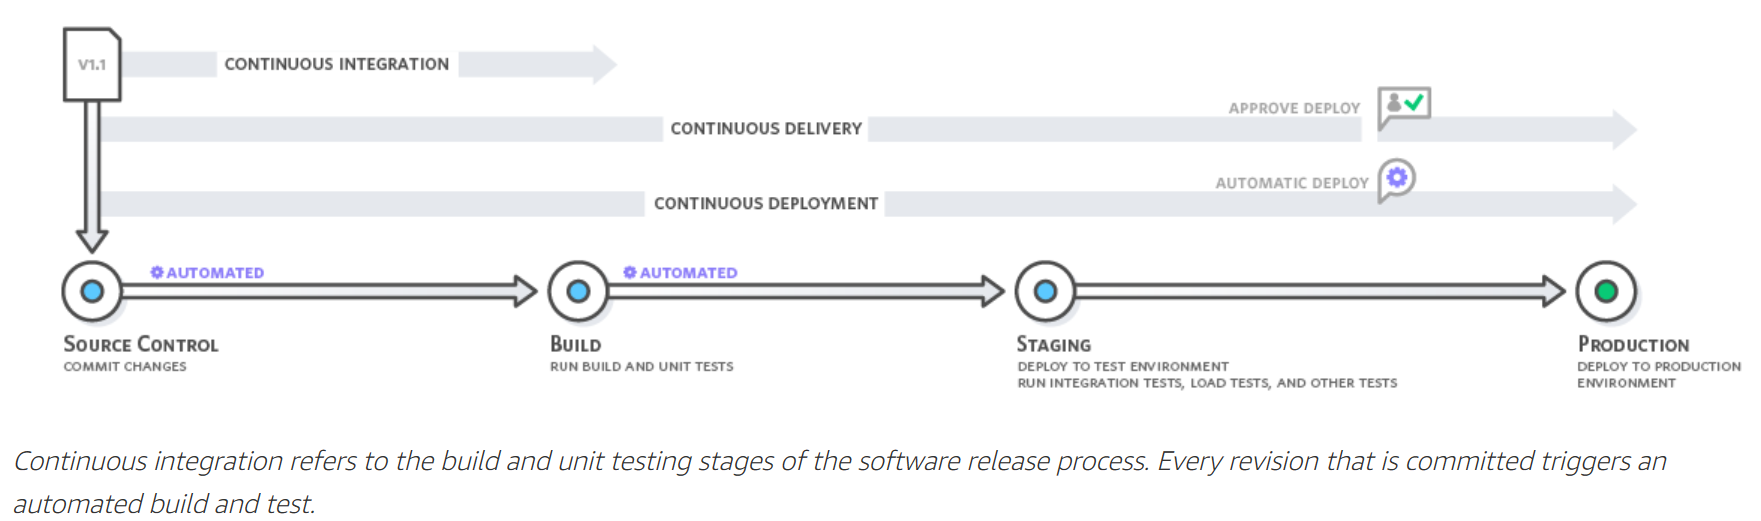 V1.1
CONTINUOUS INTEGRATION
APPROVE DEPLOY
CONTINUOUS DELIVERY
AUTOMATIC DEPLOY
CONTINUOUS DEPLOYMENT
AUTOMATED
AUTOMATED
SOURCE CONTROL
COMMIT CHANGES
BUILD
RUN BUILD AND UNIT TESTS
STAGING
DEPLOY TO TEST ENVIRONMENT
RUN INTEGRATION TESTS, LOAD TESTS, AND OTHER TESTS
PRODUCTION
DEPLOY TO PRODUCTION
ENVIRONMENT
Continuous integration refers to the build and unit testing stages of the software release process. Every revision that is committed triggers an
automated build and test.